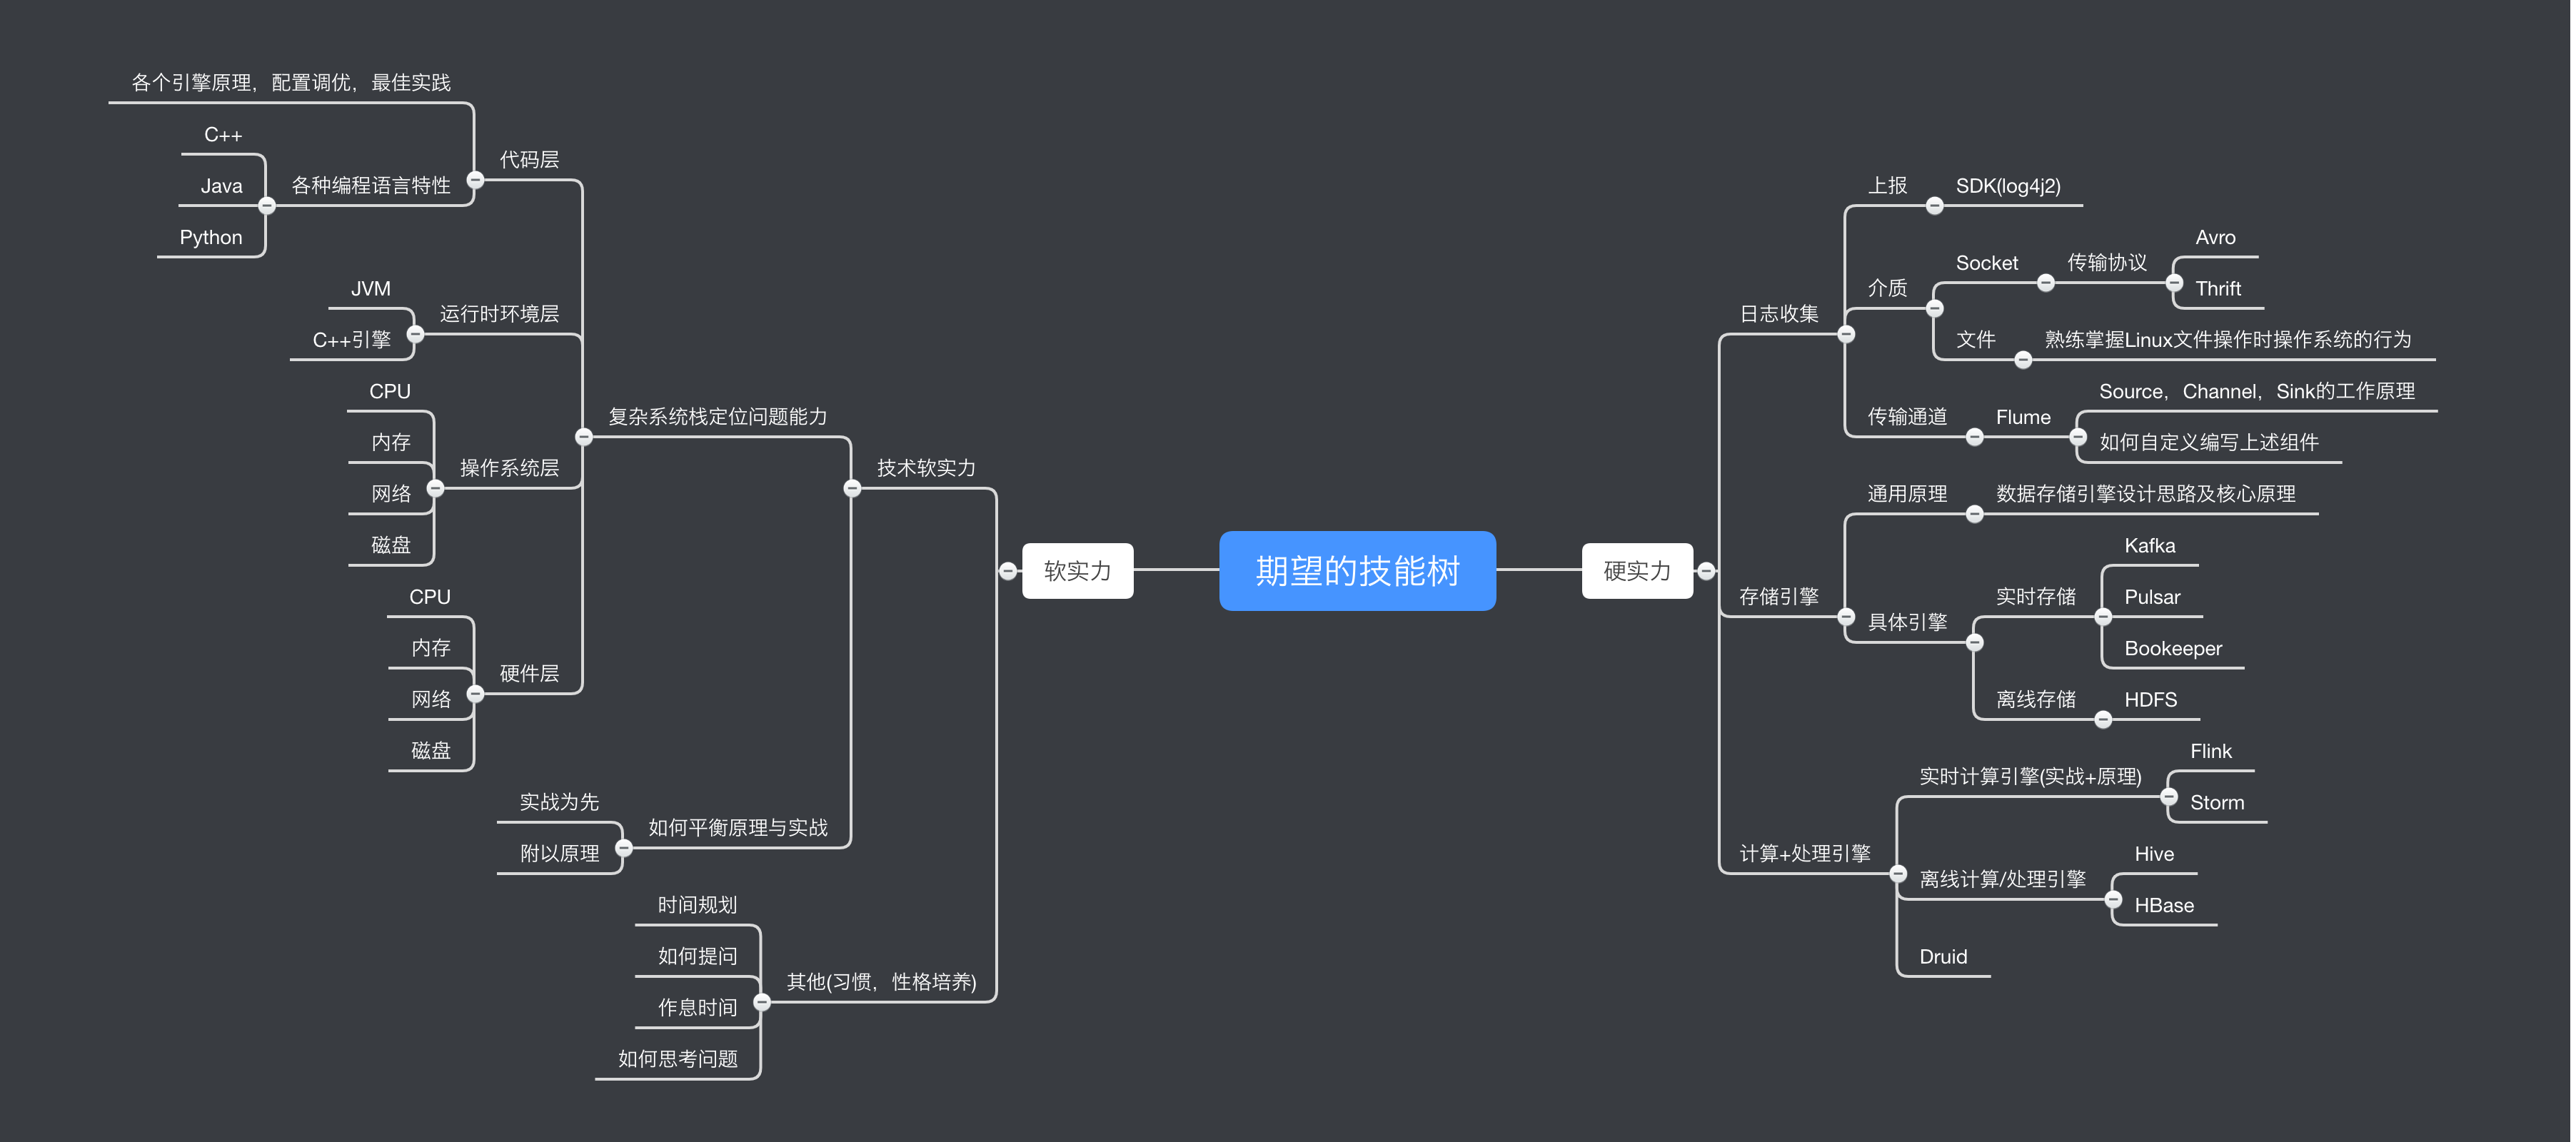 期望的技能树
软实力
技术软实力
复杂系统栈定位问题能力
代码层
各个引擎原理，配置调优，最佳实践
各种编程语言特性
C++
Java
Python
运行时环境层
JVM
C++引擎
操作系统层
CPU
内存
网络
磁盘
硬件层
CPU
内存
网络
磁盘
如何平衡原理与实战
实战为先
附以原理
其他(习惯，性格培养)
时间规划
如何提问
作息时间
如何思考问题
硬实力
日志收集
上报
SDK(log4j2)
介质
Socket
传输协议
Avro
Thrift
文件
熟练掌握Linux文件操作时操作系统的行为
传输通道
Flume
Source，Channel，Sink的工作原理
如何自定义编写上述组件
存储引擎
通用原理
数据存储引擎设计思路及核心原理
具体引擎
实时存储
Kafka
Pulsar
Bookeeper
离线存储
HDFS
计算+处理引擎
实时计算引擎(实战+原理)
Flink
Storm
离线计算/处理引擎
Hive
HBase
Druid